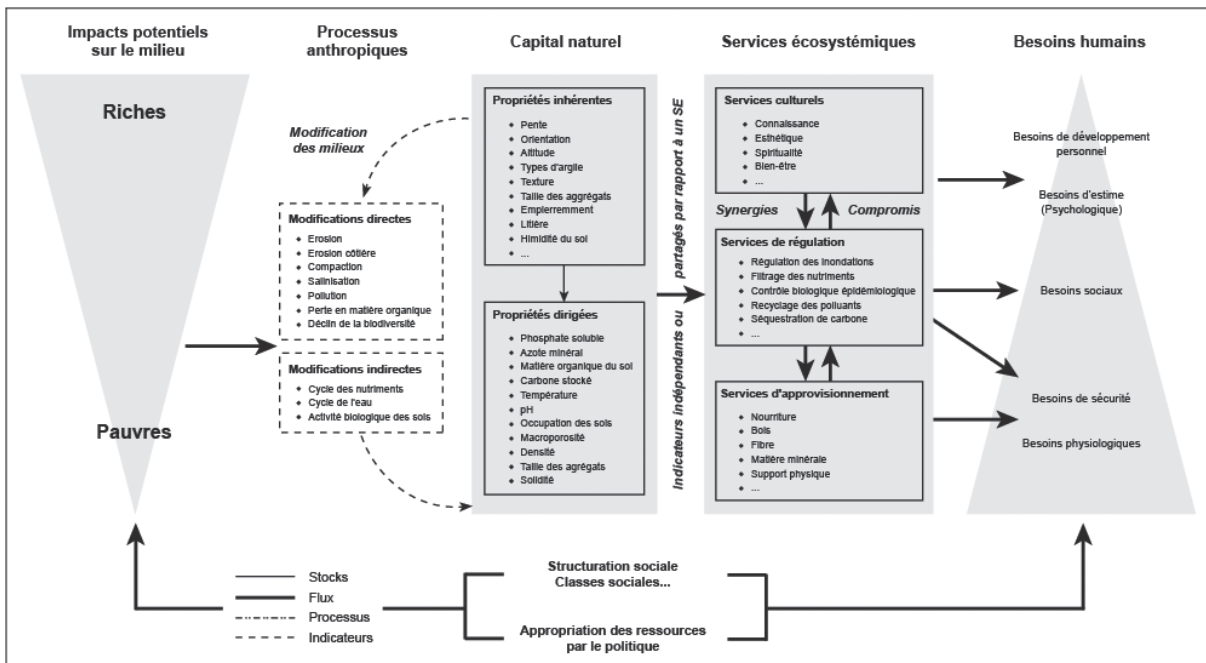 Impacts potentiels
sur le milieu
Processus
anthropiques
Capital naturel
Services écosystémiques
Besoins humains
Riches
Pauvres
Modification
des milieux
Modifications directes
Erosion
Erosion côtière
Compaction
Salinisation
Pollution
Perte en matière organique
Déclin de la biodiversité
Modifications indirectes
Cycle des nutriments
Cycle de l'eau
Activité biologique des sols
Propriétés inhérentes
Pente
Orientation
Altitude
Types d'argile
Texture
Taille des aggrégats
Empierremment
Litière
Himidité du sol
...
Propriétés dirigées
Phosphate soluble
Azote minéral
Matière organique du sol
Carbone stocké
Température
pH
Occupation des sols
Macroporosité
Densité
Taille des agrégats
Solidité
Indicateurs indépendants ou partagés par rapport à un SE
Services culturels
Connaissance
Esthétique
Spiritualité
Bien-être
...
Synergies
Compromis
Services de régulation
Régulation des inondations
Filtrage des nutriments
Contrôle biologique épidémiologique
Recyclage des polluants
Séquestration de carbone
...
Services d'approvisionnement
Nourriture
Bois
Fibre
Matière minérale
Support physique
...
Besoins de développement
personnel
Besoins d'estime
(Psychologique)
Besoins sociaux
Besoins de sécurité
Besoins physiologiques
Stocks
Flux
Processus
Indicateurs
Structuration sociale
Classes sociales...
Appropriation des ressources
par le politique